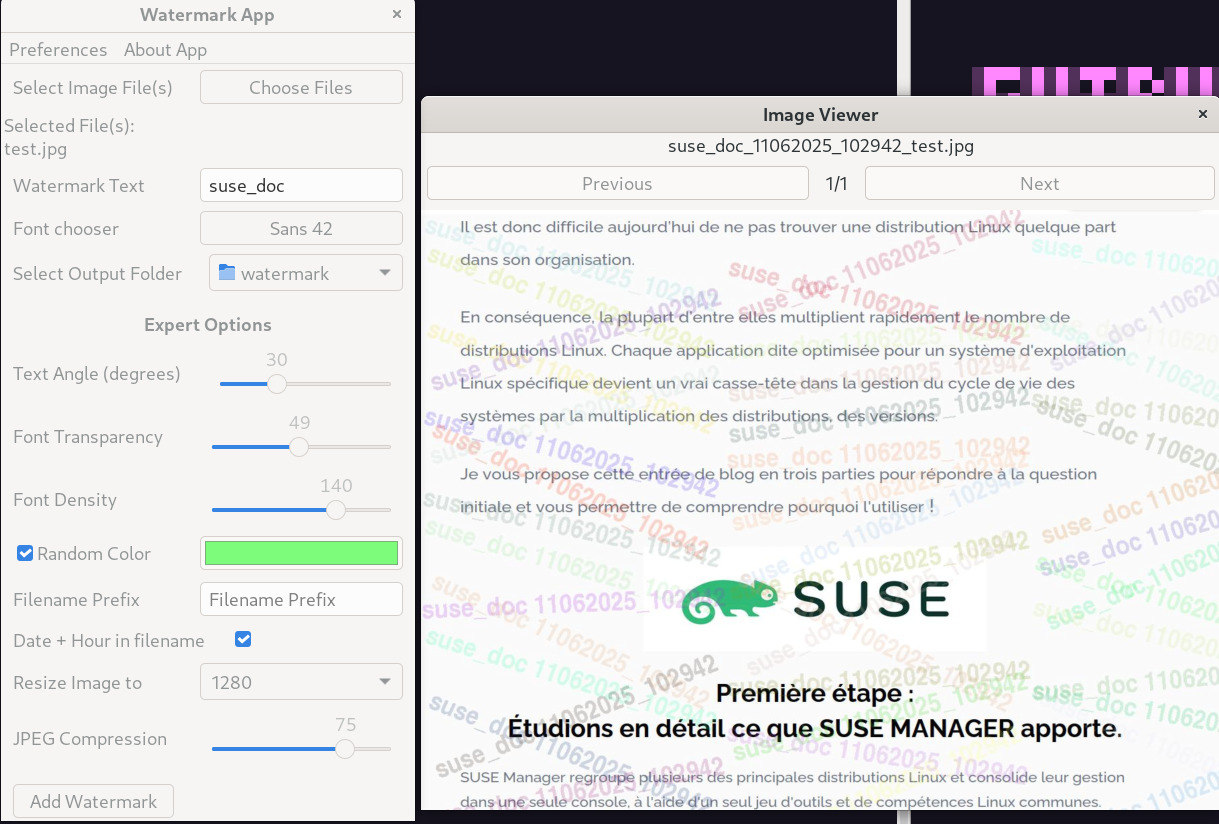 Watermark App
Preferences About App
Select Image File(s) Choose Files
Selected File(s):
test.jpg
Watermark Text suse_doc
Font chooser Sans 42
Select Output Folder watermark
Expert Options
30
Text Angle (degrees)
49
Font Transparency
140
Font Density
Random Color
Filename Prefix Filename Prefix
Date + Hour in filename
Resize Image to 1280
75
JPEG Compression
Add Watermark
Image Viewer
suse_doc_11062025_102942_test.jpg
Previous 1/1 Next
Il est donc difficile aujourd'hui de ne pas trouver une distribution Linux quelque part
dans son organisation.
En conséquence, la plupart d'entre elles multiplient rapidement le nombre de
distributions Linux. Chaque application dite optimisée pour un système d'exploitation
Linux spécifique devient un vrai casse-tête dans la gestion du cycle de vie des
systèmes par la multiplication des distributions, des versions.
Je vous propose cette entrée de blog en trois parties pour répondre à la question
initiale et vous permettre de comprendre pourquoi l'utiliser !
SUSE
Première étape :
Étudions en détail ce que SUSE MANAGER apporte.
SUSE Manager regroupe plusieurs des principales distributions Linux et consolide leur gestion
dans une seule console, à l'aide d'un seul jeu d'outils et de compétences Linux communes.
suse_doc 11062025_102942